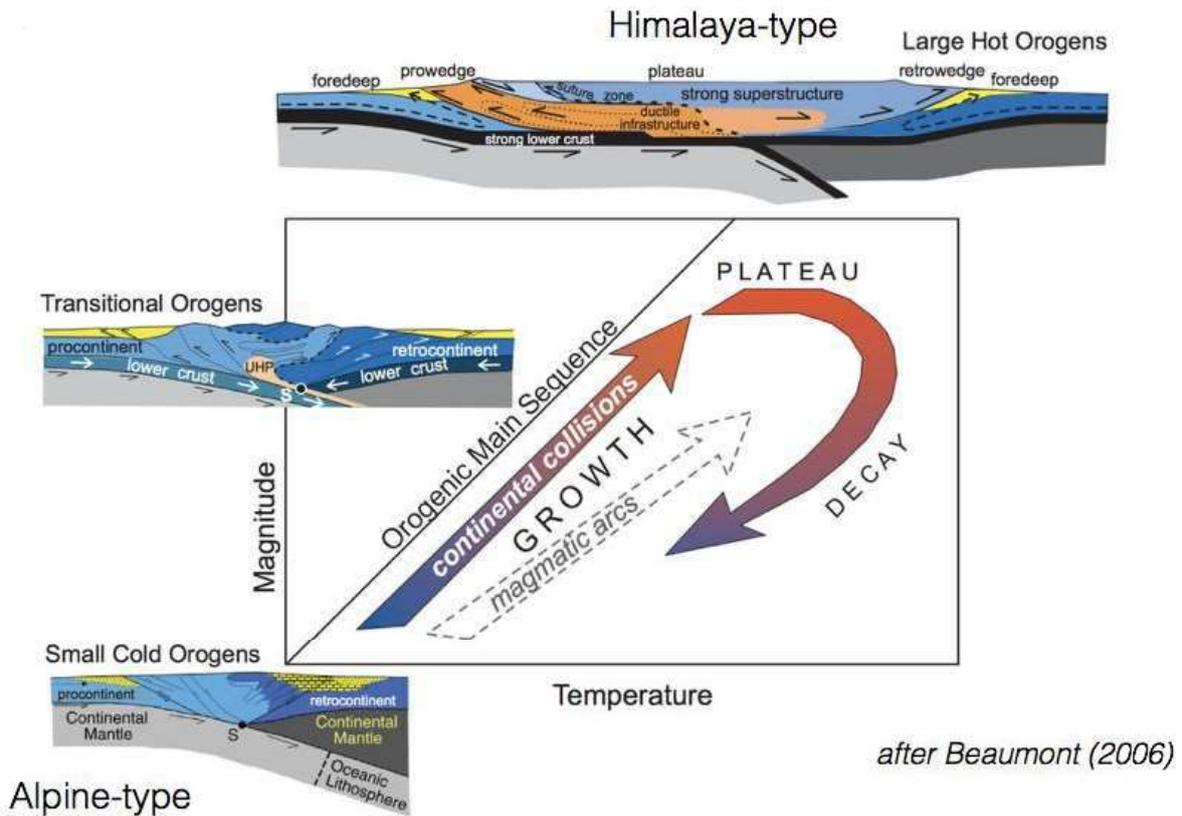 Himalaya-type
Large Hot Orogens
foredeep
prowedge
plateau
retrowedge
foredeep
suture zone
strong superstructure
ductile
infrastructure
strong lower crust
Transitional Orogens
procontinent
retrocontinent
UHP
lower crust
lower crust
S
PLATEAU
Orogenic Main Sequence
continental collisions
GROWTH
magmatic arcs
DECAY
Magnitude
Temperature
Small Cold Orogens
procontinent
retrocontinent
Continental
Mantle
Continental
Mantle
S
Oceanic
Lithosphere
Alpine-type
after Beaumont (2006)